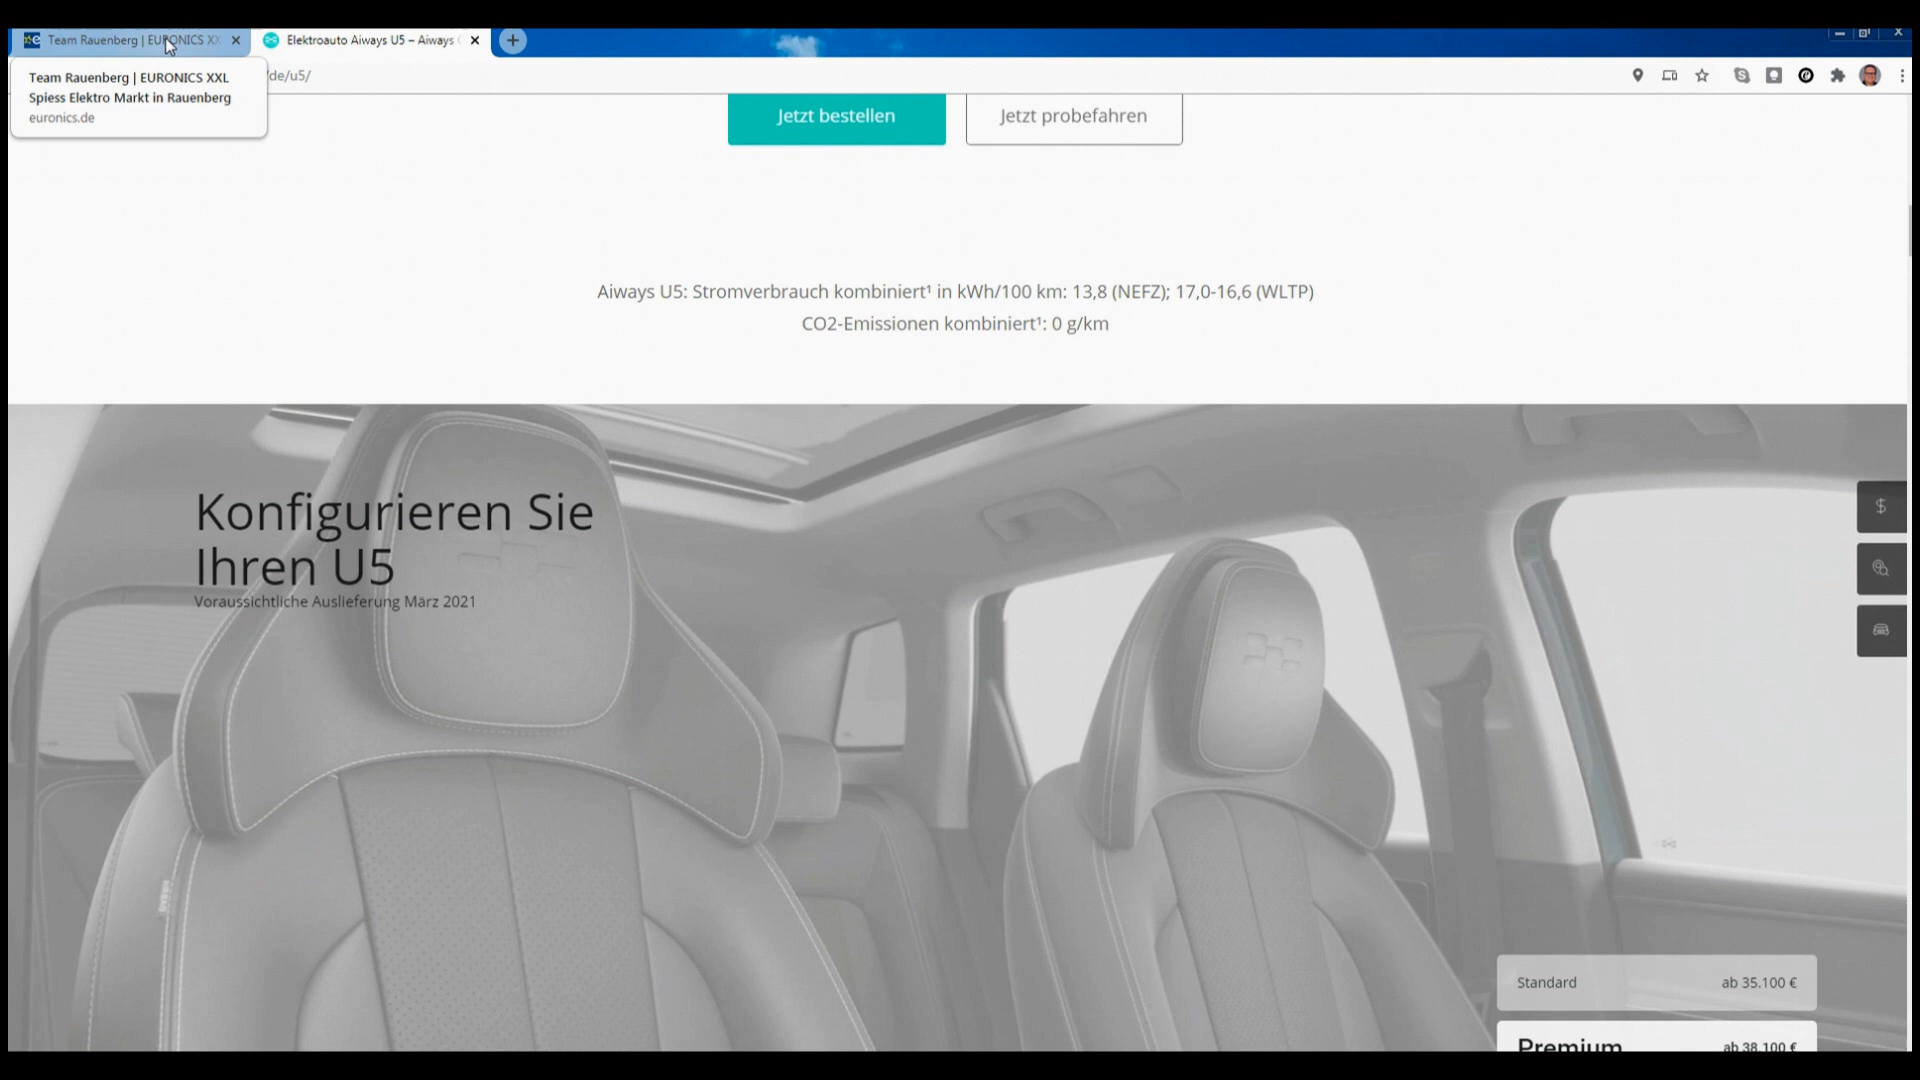 Team Rauenberg | EURONICS XX
Elektroauto Aiways U5 – Aiways
Team Rauenberg | EURONICS XXL
Spiess Elektro Markt in Rauenberg
euronics.de
/de/u5/
Jetzt bestellen
Jetzt probefahren
Aiways U5: Stromverbrauch kombiniert¹ in kWh/100 km: 13,8 (NEFZ); 17,0-16,6 (WLTP)
CO2-Emissionen kombiniert¹: 0 g/km
Konfigurieren Sie
Ihren U5
Voraussichtliche Auslieferung März 2021
Standard ab 35.100 €
Premium ab 38.100 €